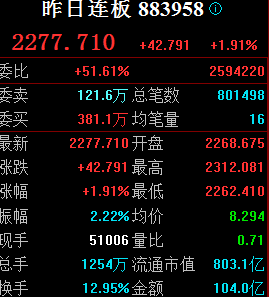 昨日连板 883958
2277.710 +42.791 +1.91%
委比 +51.61% 2594220
委卖 121.6万 总笔数 801498
委买 381.1万 均笔量 16
最新 2277.710 开盘 2268.675
涨跌 +42.791 最高 2312.081
涨幅 +1.91% 最低 2262.410
振幅 2.22% 均价 8.294
现手 51006 量比 0.71
总手 1254万 流通市值 803.1亿
换手 12.95% 金额 104.0亿